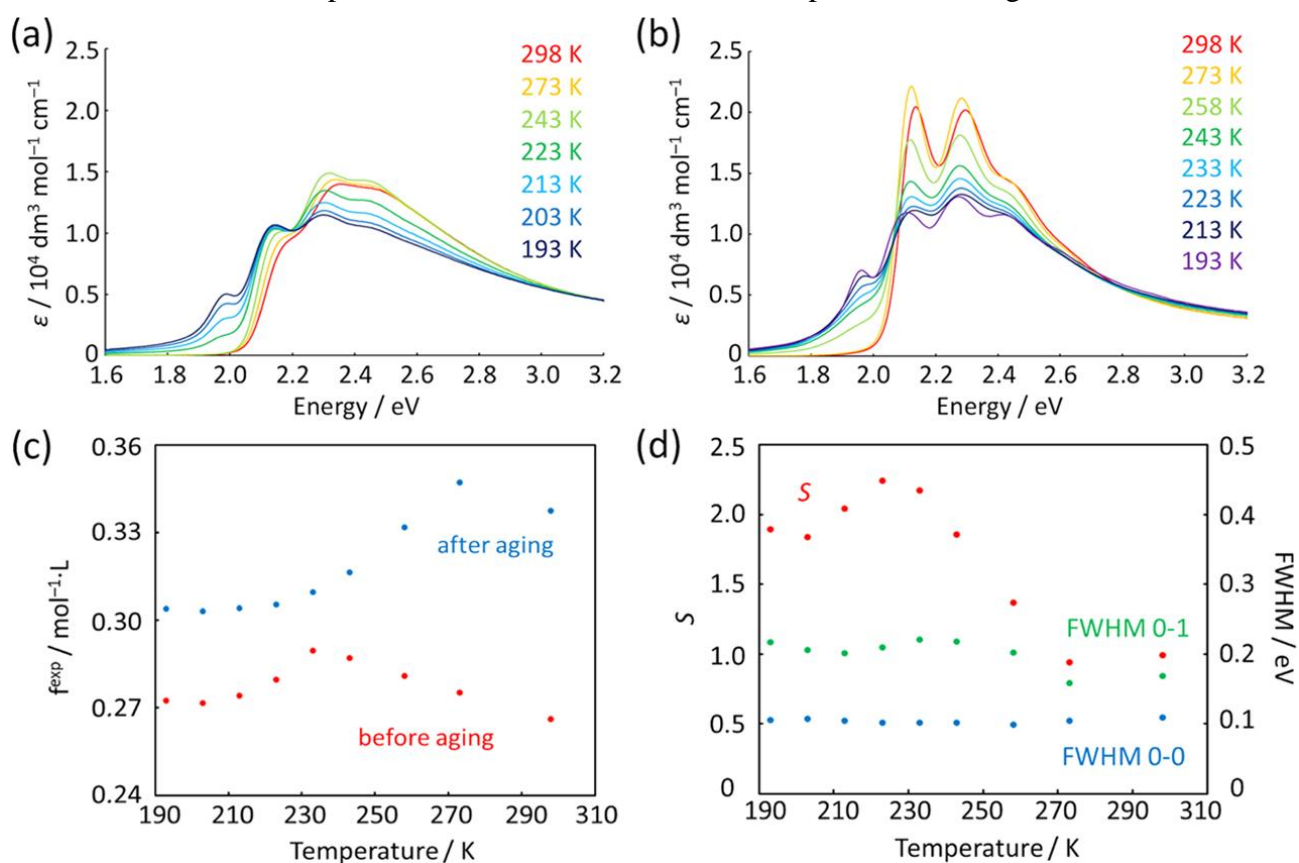 (a)
2.5
2.0
1.5
1.0
0.5
0
ε / 10⁴ dm³ mol⁻¹ cm⁻¹
298 K
273 K
243 K
223 K
213 K
203 K
193 K
1.6 1.8 2.0 2.2 2.4 2.6 2.8 3.0 3.2
Energy / eV
(b)
2.5
2.0
1.5
1.0
0.5
0
ε / 10⁴ dm³ mol⁻¹ cm⁻¹
298 K
273 K
258 K
243 K
233 K
223 K
213 K
193 K
1.6 1.8 2.0 2.2 2.4 2.6 2.8 3.0 3.2
Energy / eV
(c)
0.36
0.33
0.30
0.27
0.24
fᵉˣᵖ / mol⁻¹·L
after aging
before aging
190 210 230 250 270 290 310
Temperature / K
(d)
2.5
2.0
1.5
1.0
0.5
0
S
S
FWHM 0-1
FWHM 0-0
0.5
0.4
0.3
0.2
0.1
0
FWHM / eV
190 210 230 250 270 290 310
Temperature / K